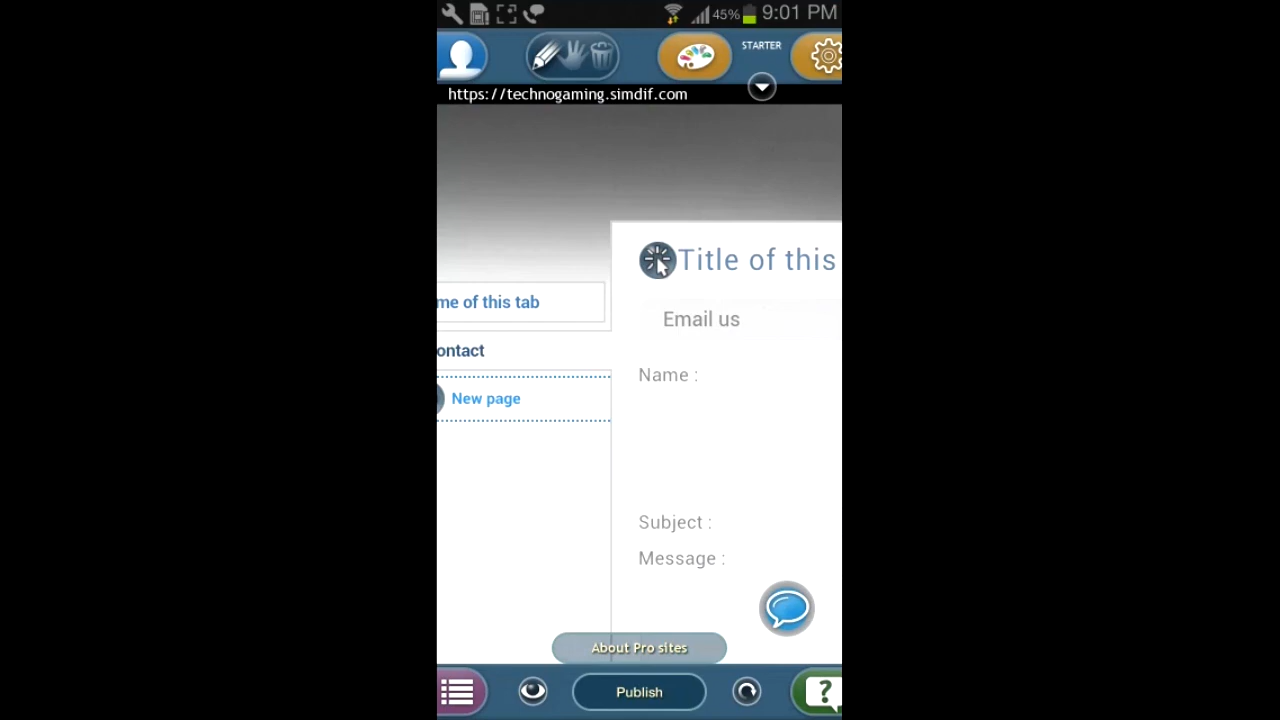 45% 9:01 PM
STARTER
https://technogaming.simdif.com
Title of this
me of this tab
Email us
ontact
Name :
New page
Subject :
Message :
About Pro sites
Publish
?